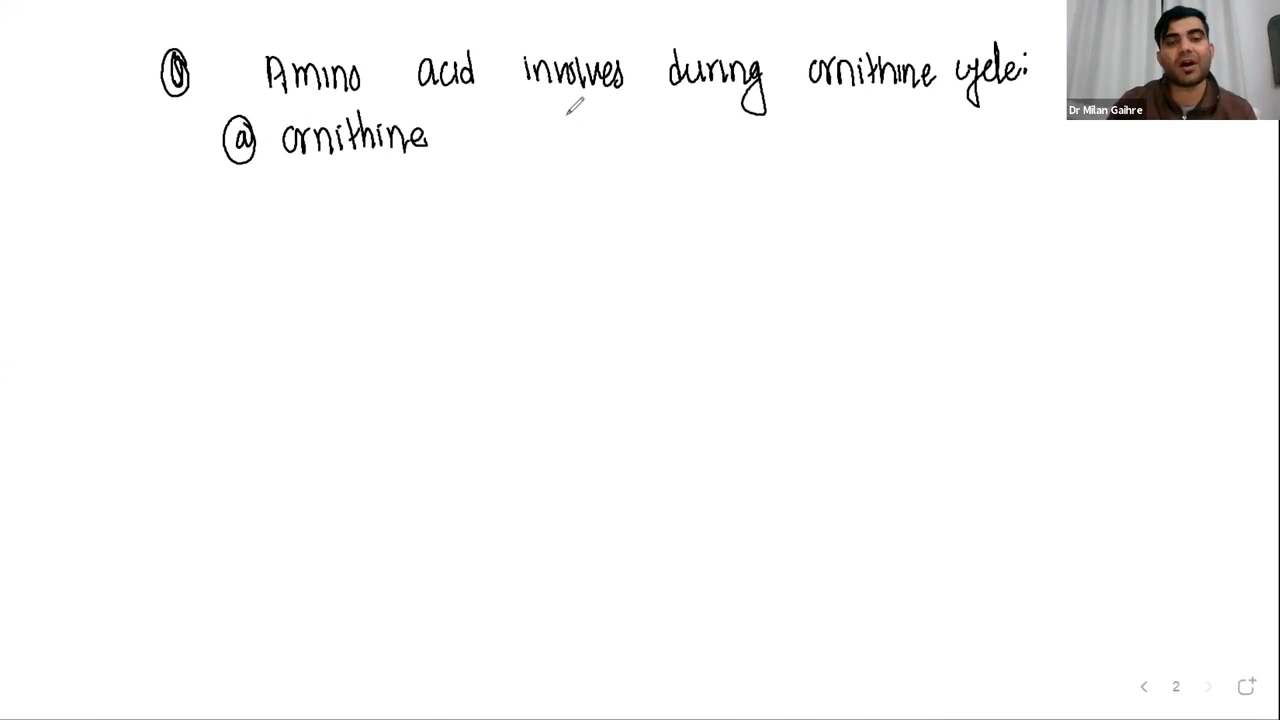 Amino acid involves during ornithine cycle:
Dr Milan Gaihre
(a) ornithine
2